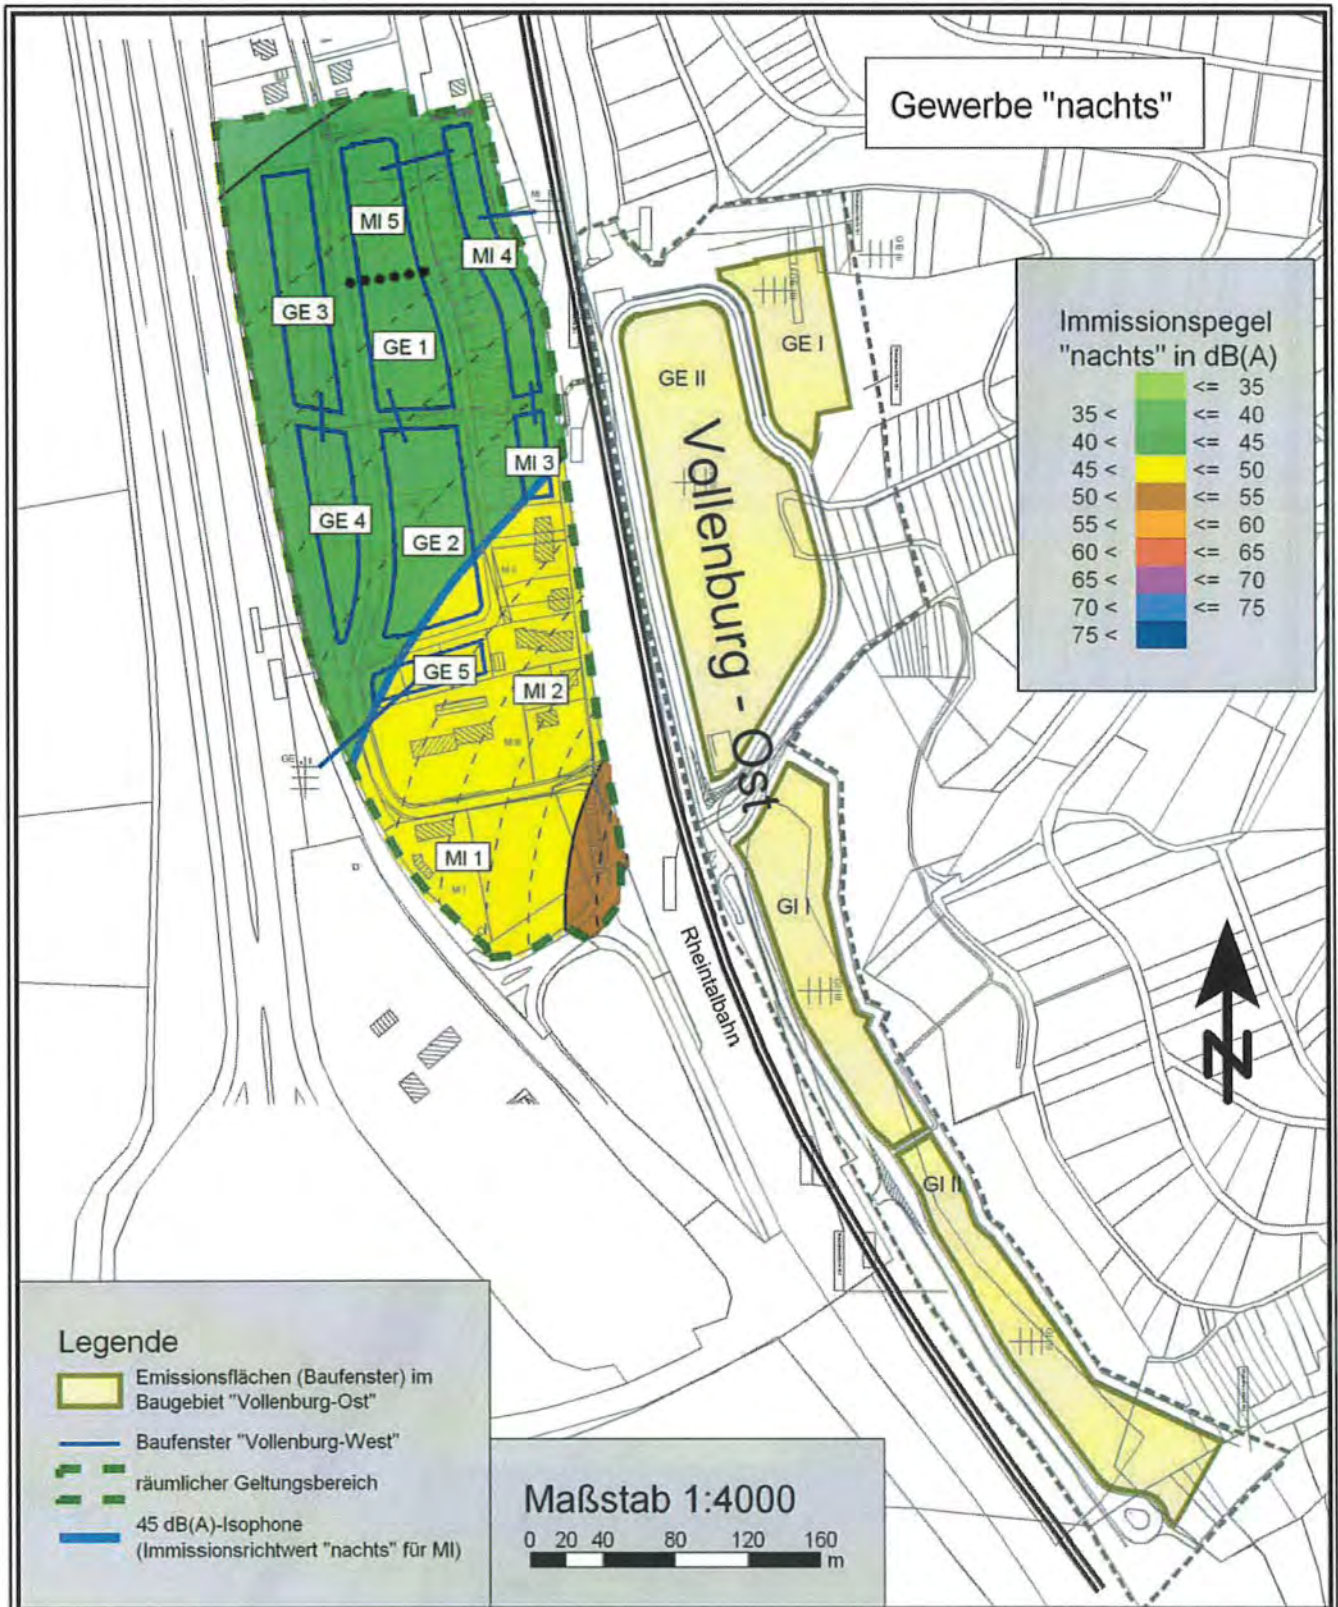 Gewerbe "nachts"
MI 5
MI 4
GE 3
GE 1
MI 3
GE 4
GE 2
GE 5
MI 2
MI 1
GE I
GE II
Vollenburg - Ost
GI I
GI II
Rheintalbahn
Immissionspegel
"nachts" in dB(A)
<= 35
35 < <= 40
40 < <= 45
45 < <= 50
50 < <= 55
55 < <= 60
60 < <= 65
65 < <= 70
70 < <= 75
75 <
N
Legende
Emissionsflächen (Baufenster) im
Baugebiet "Vollenburg-Ost"
Baufenster "Vollenburg-West"
räumlicher Geltungsbereich
45 dB(A)-Isophone
(Immissionsrichtwert "nachts" für MI)
Maßstab 1:4000
0 20 40 80 120 160
m